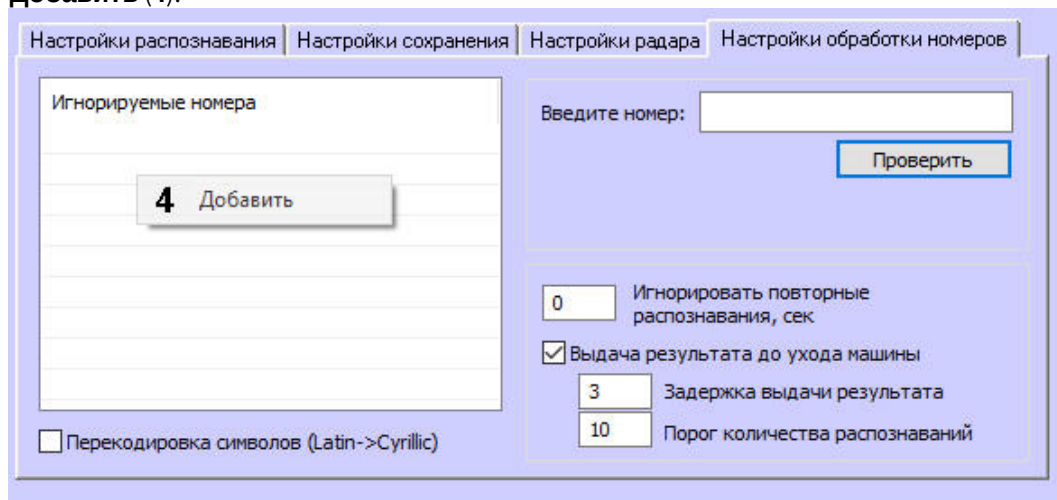 Добавить (4).
Настройки распознавания Настройки сохранения Настройки радара Настройки обработки номеров
Игнорируемые номера
4 Добавить
Перекодировка символов (Latin->Cyrillic)
Введите номер:
Проверить
0 Игнорировать повторные
распознавания, сек
Выдача результата до ухода машины
3 Задержка выдачи результата
10 Порог количества распознаваний